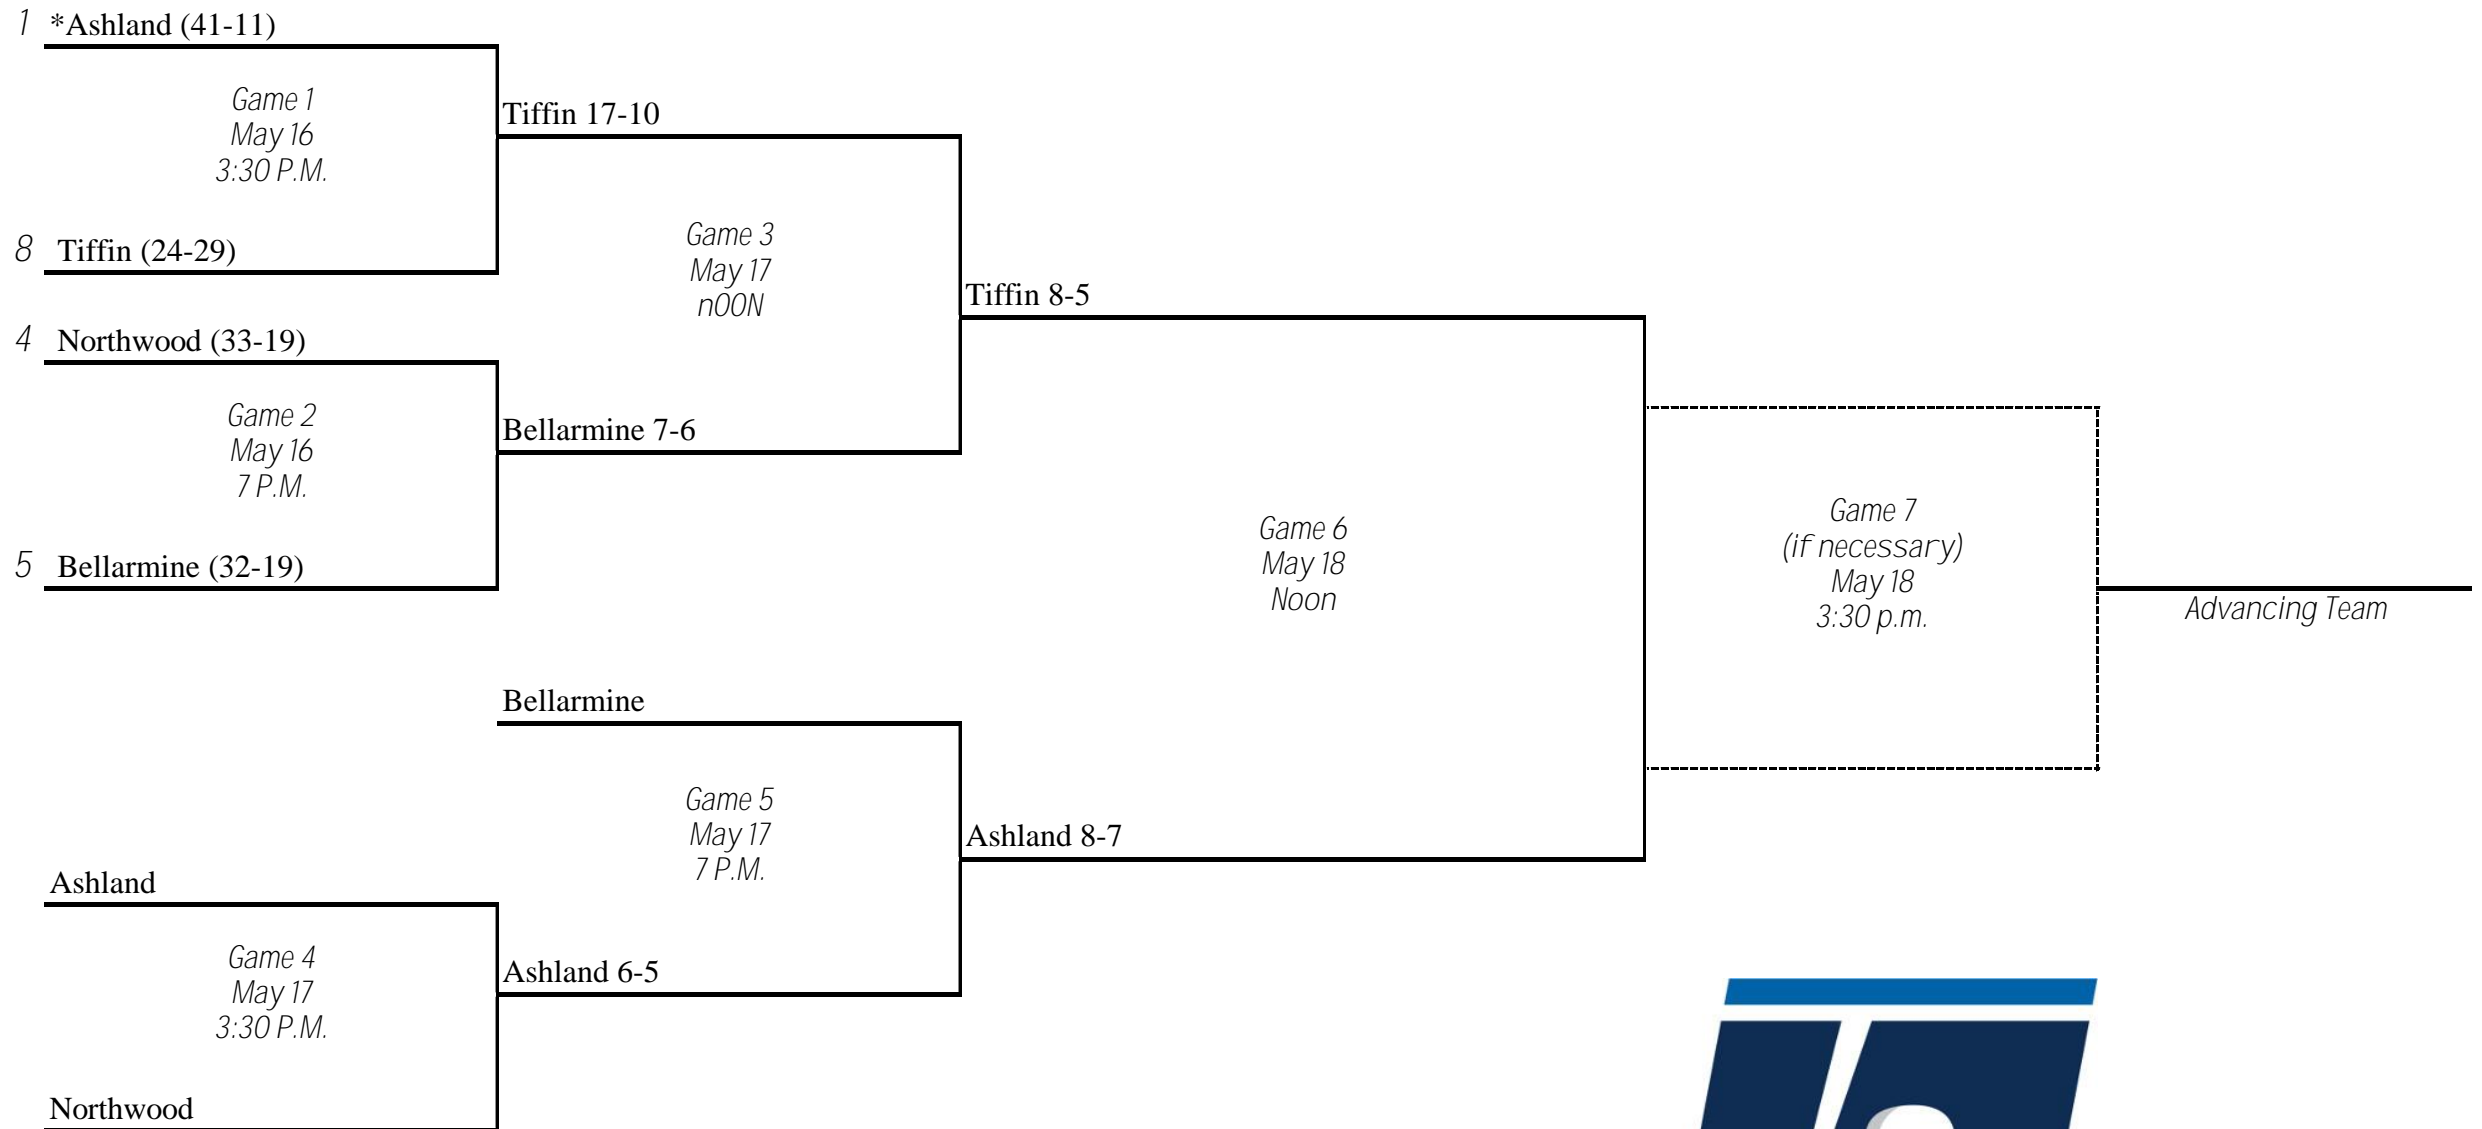 1 *Ashland (41-11)
Game 1
May 16
3:30 P.M.
8 Tiffin (24-29)
Tiffin 17-10
4 Northwood (33-19)
Game 2
May 16
7 P.M.
5 Bellarmine (32-19)
Bellarmine 7-6
Game 3
May 17
n00N
Tiffin 8-5
Bellarmine
Game 5
May 17
7 P.M.
Ashland
Game 4
May 17
3:30 P.M.
Northwood
Ashland 6-5
Ashland 8-7
Game 6
May 18
Noon
Game 7
(if necessary)
May 18
3:30 p.m.
Advancing Team